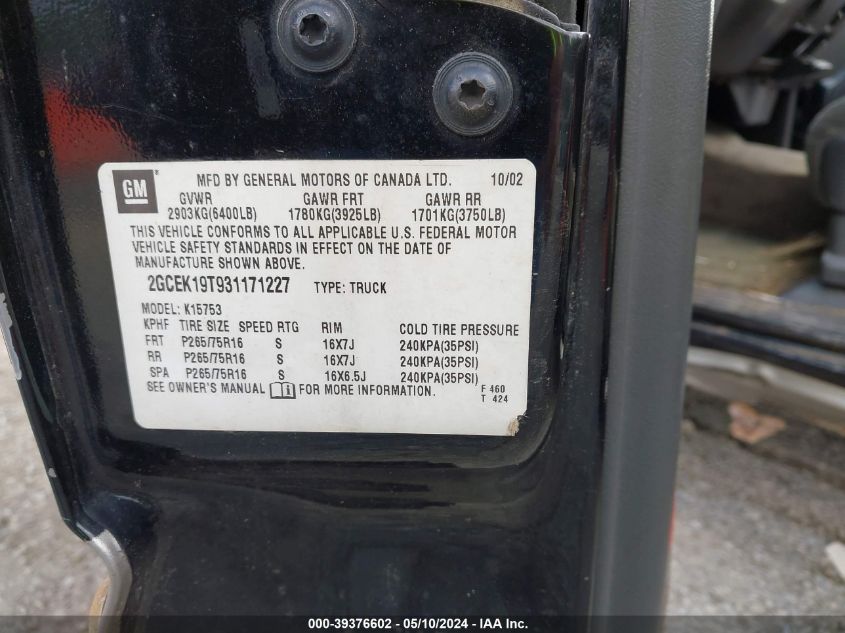 GM MFD BY GENERAL MOTORS OF CANADA LTD. 10/02
GVWR GAWR FRT GAWR RR
2903KG(6400LB) 1780KG(3925LB) 1701KG(3750LB)
THIS VEHICLE CONFORMS TO ALL APPLICABLE U.S. FEDERAL MOTOR
VEHICLE SAFETY STANDARDS IN EFFECT ON THE DATE OF
MANUFACTURE SHOWN ABOVE.
2GCEK19T931171227 TYPE: TRUCK
MODEL: K15753
KPHF TIRE SIZE SPEED RTG RIM COLD TIRE PRESSURE
FRT P265/75R16 S 16X7J 240KPA(35PSI)
RR P265/75R16 S 16X7J 240KPA(35PSI)
SPA P265/75R16 S 16X6.5J 240KPA(35PSI)
SEE OWNER'S MANUAL i FOR MORE INFORMATION. F 460
T 424
000-39376602 - 05/10/2024 - IAA Inc.